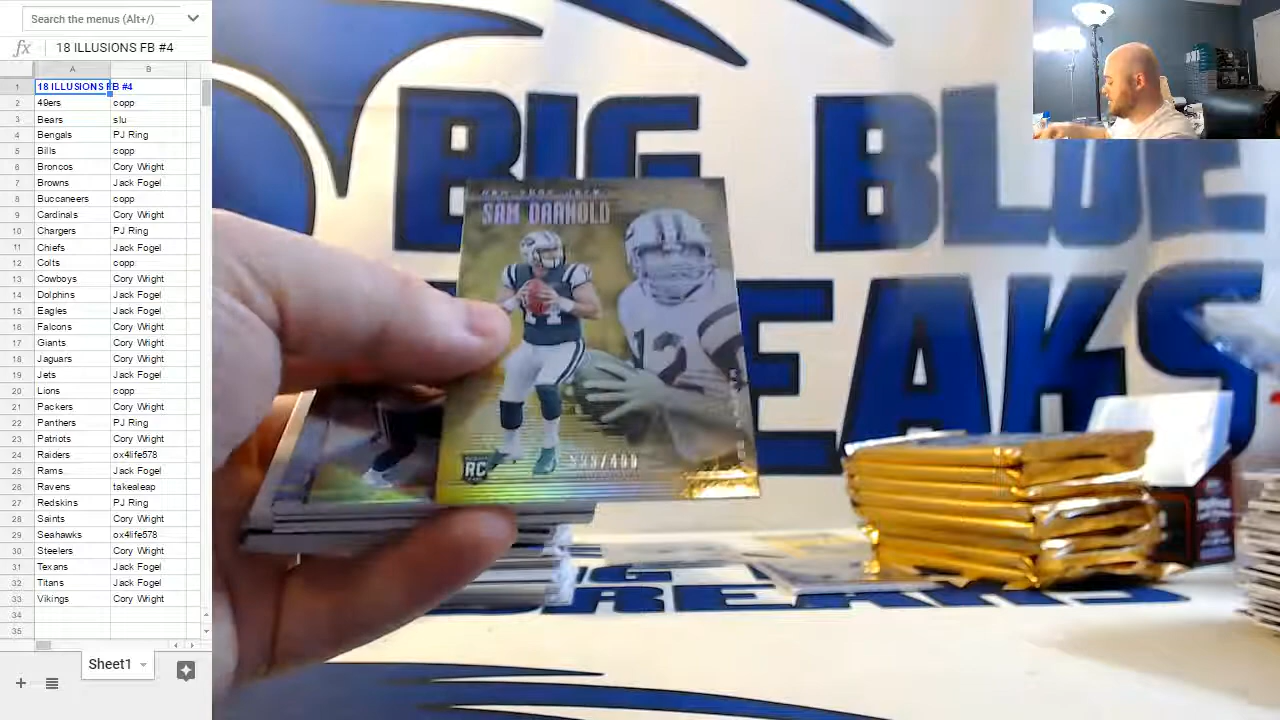 Search the menus (Alt+/)
fx 18 ILLUSIONS FB #4
A B
1 18 ILLUSIONS FB #4
2 49ers copp
3 Bears slu
4 Bengals PJ Ring
5 Bills copp
6 Broncos Cory Wright
7 Browns Jack Fogel
8 Buccaneers copp
9 Cardinals Cory Wright
10 Chargers PJ Ring
11 Chiefs Jack Fogel
12 Colts copp
13 Cowboys Cory Wright
14 Dolphins Jack Fogel
15 Eagles Jack Fogel
16 Falcons Cory Wright
17 Giants Cory Wright
18 Jaguars Cory Wright
19 Jets Jack Fogel
20 Lions copp
21 Packers Cory Wright
22 Panthers PJ Ring
23 Patriots Cory Wright
24 Raiders ox4life578
25 Rams Jack Fogel
26 Ravens takealeap
27 Redskins PJ Ring
28 Saints Cory Wright
29 Seahawks ox4life578
30 Steelers Cory Wright
31 Texans Jack Fogel
32 Titans Jack Fogel
33 Vikings Cory Wright
34
35
Sheet1
BIG BLUE
EAKS
SAM DARNOLD
14
12
RC
BREAKS